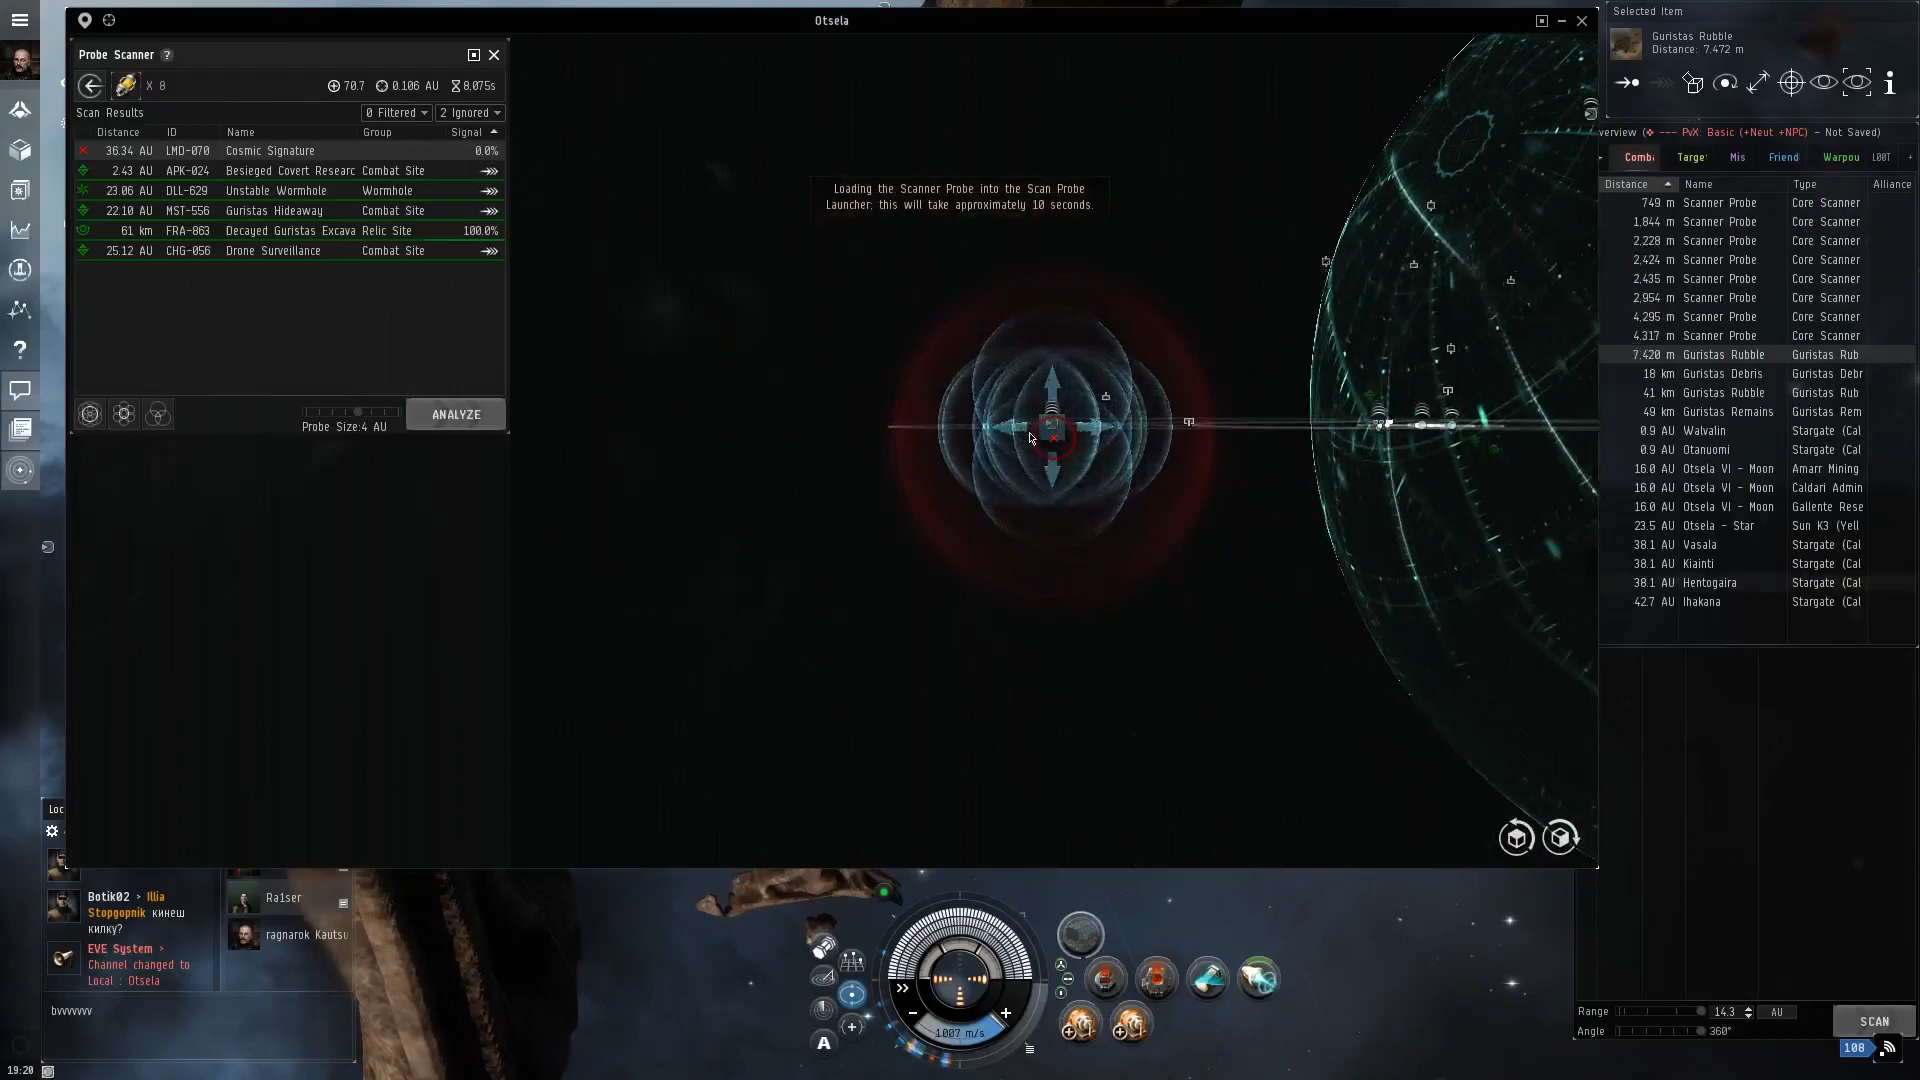 Otsela
Probe Scanner ?
X 8
70.7
0.106 AU
8,075s
Scan Results
0 Filtered
2 Ignored
Distance ID Name Group Signal
36.34 AU LMD-070 Cosmic Signature 0.0%
2.43 AU APK-024 Besieged Covert Researc Combat Site
23.06 AU DLL-629 Unstable Wormhole Wormhole
22.10 AU MST-556 Guristas Hideaway Combat Site
61 km FRA-863 Decayed Guristas Excava Relic Site 100.0%
25.12 AU CHG-056 Drone Surveillance Combat Site
Probe Size:4 AU
ANALYZE
Loading the Scanner Probe into the Scan Probe
Launcher; this will take approximately 10 seconds.
Selected Item
Guristas Rubble
Distance: 7,472 m
verview (❖ --- PvX: Basic (+Neut +NPC) - Not Saved)
Comba Targe Mis Friend Warpou L00T +
Distance Name Type Alliance
749 m Scanner Probe Core Scanner
1,844 m Scanner Probe Core Scanner
2,228 m Scanner Probe Core Scanner
2,424 m Scanner Probe Core Scanner
2,435 m Scanner Probe Core Scanner
2,954 m Scanner Probe Core Scanner
4,295 m Scanner Probe Core Scanner
4,317 m Scanner Probe Core Scanner
7,420 m Guristas Rubble Guristas Rub
18 km Guristas Debris Guristas Debr
41 km Guristas Rubble Guristas Rub
49 km Guristas Remains Guristas Rem
0.9 AU Walvalin Stargate (Cal
0.9 AU Otanuomi Stargate (Cal
16.0 AU Otsela VI - Moon Amarr Mining
16.0 AU Otsela VI - Moon Caldari Admin
16.0 AU Otsela VI - Moon Gallente Rese
23.5 AU Otsela - Star Sun K3 (Yell
38.1 AU Vasala Stargate (Cal
38.1 AU Kiainti Stargate (Cal
38.1 AU Hentogaira Stargate (Cal
42.7 AU Ihakana Stargate (Cal
Loc
Botik02 > Illia
Stopgopnik кинеш
килку?
EVE System >
Channel changed to
Local : Otsela
Ra1ser
ragnarok Kautsu
bvvvvvvv
1007 m/s
A
Range 14.3 AU
Angle 360°
SCAN
108
19:20